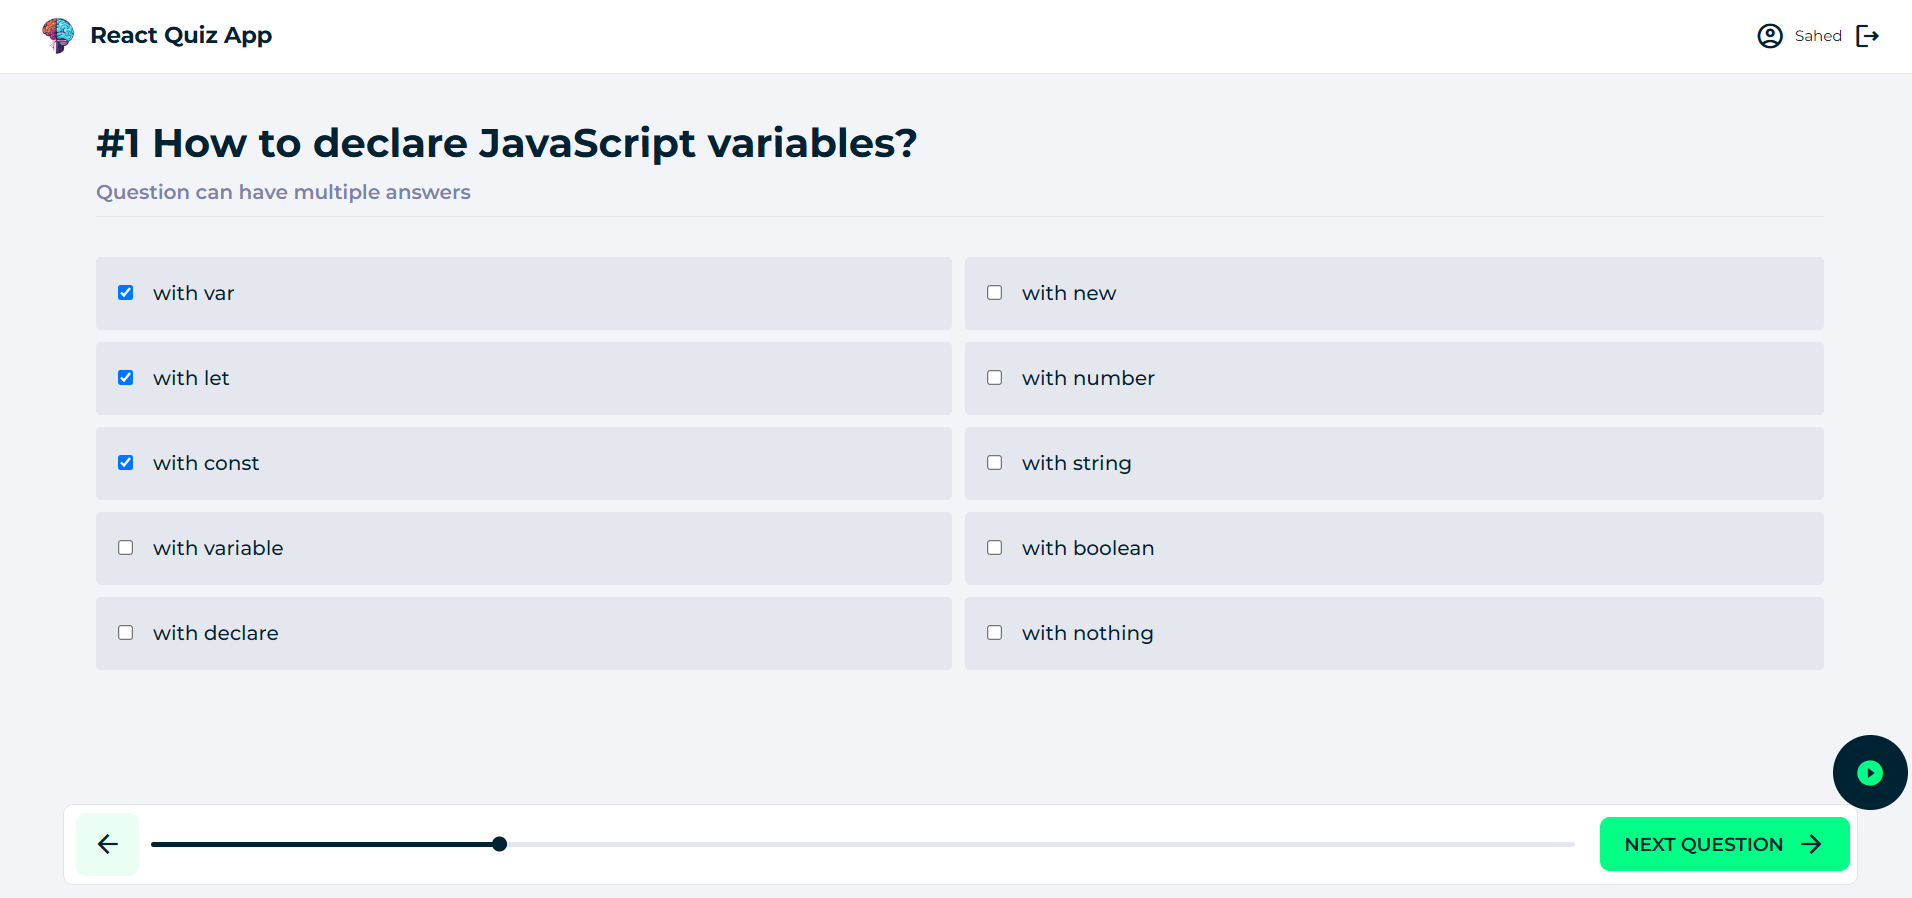 React Quiz App
Sahed
#1 How to declare JavaScript variables?
Question can have multiple answers
with var
with new
with let
with number
with const
with string
with variable
with boolean
with declare
with nothing
NEXT QUESTION